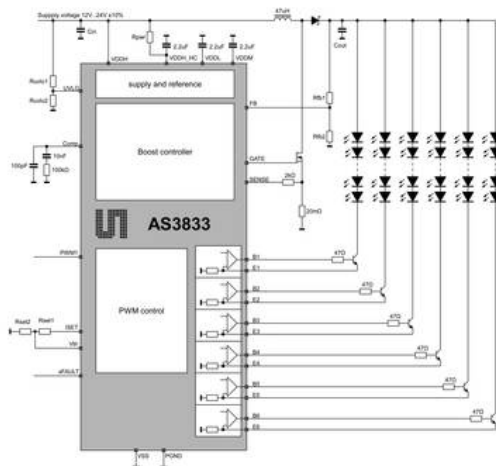 Supply voltage 12V...24V ±10%
47uH
Cin
Rpwr
2.2uF
2.2uF
2.2uF
Cout
VDDH
VDDH_HC
VDDL
VDDM
Ruvlo1
UVLO
Ruvlo2
supply and reference
FB
Rfb1
Rfb2
Comp
10nF
100pF
100kΩ
Boost controller
GATE
SENSE
2kΩ
20mΩ
AS3833
PWM1
PWM control
B1
47Ω
E1
B2
47Ω
E2
B3
47Ω
E3
B4
47Ω
E4
B5
47Ω
E5
B6
47Ω
E6
Rset2
Rset1
ISET
xFAULT
VSS
PGND